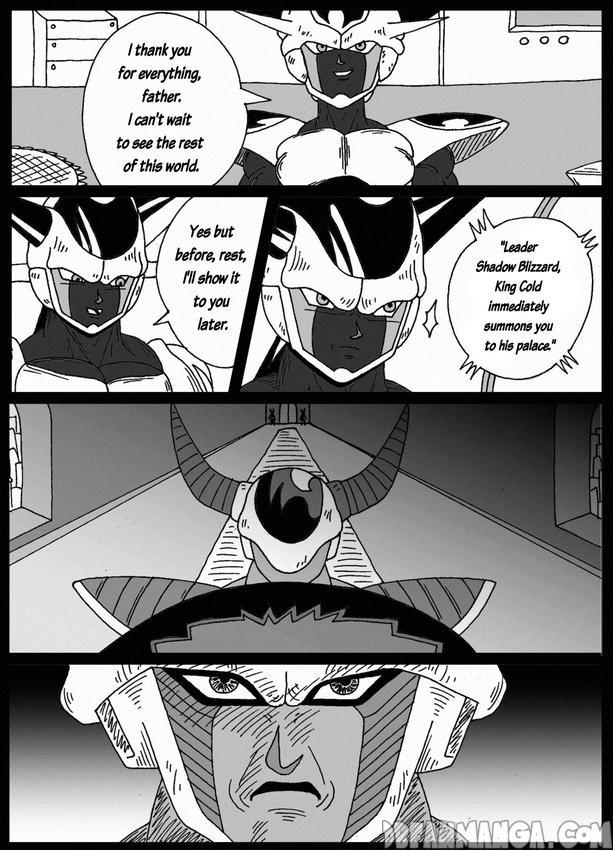 I thank you
for everything,
father.
I can't wait
to see the rest
of this world.
Yes but
before, rest,
I'll show it
to you
later.
"Leader
Shadow Blizzard,
King Cold
immediately
summons you
to his palace."
DBREADMANGA.COM